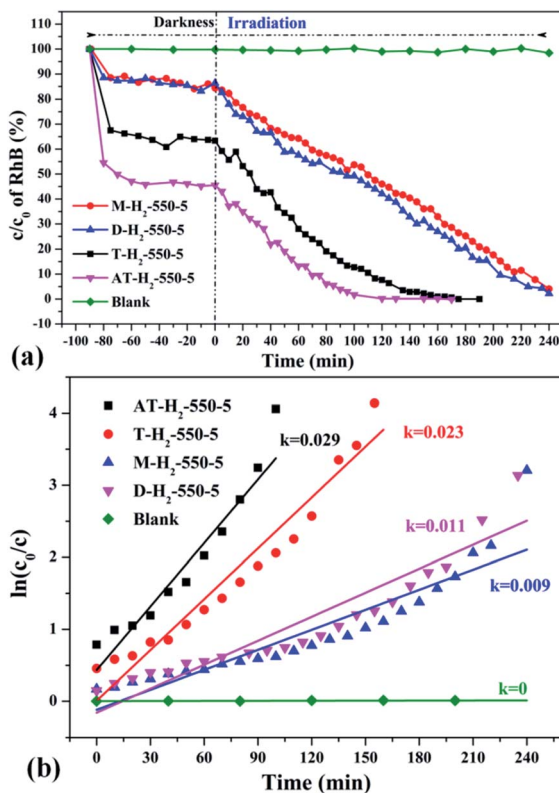 Darkness Irradiation
110
100
90
80
70
60
50
40
30
20
10
0
-10
c/c₀ of RhB (%)
M-H₂-550-5
D-H₂-550-5
T-H₂-550-5
AT-H₂-550-5
Blank
-100 -80 -60 -40 -20 0 20 40 60 80 100 120 140 160 180 200 220 240
Time (min)
(a)
4
3
2
1
0
ln(c₀/c)
AT-H₂-550-5
T-H₂-550-5
M-H₂-550-5
D-H₂-550-5
Blank
k=0.029
k=0.023
k=0.011
k=0.009
k=0
0 30 60 90 120 150 180 210 240
Time (min)
(b)